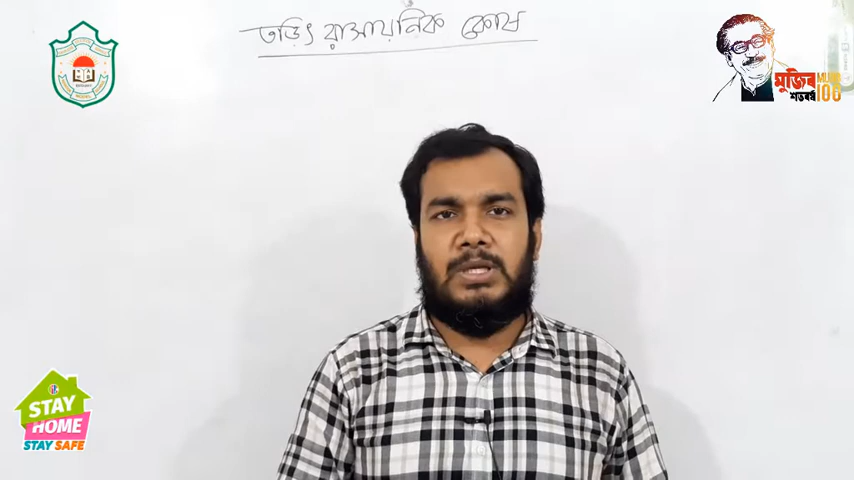 তড়িৎ রাসায়নিক কোষ
মুজিব MUJIB
শতবর্ষ 100
STAY
HOME
STAY SAFE